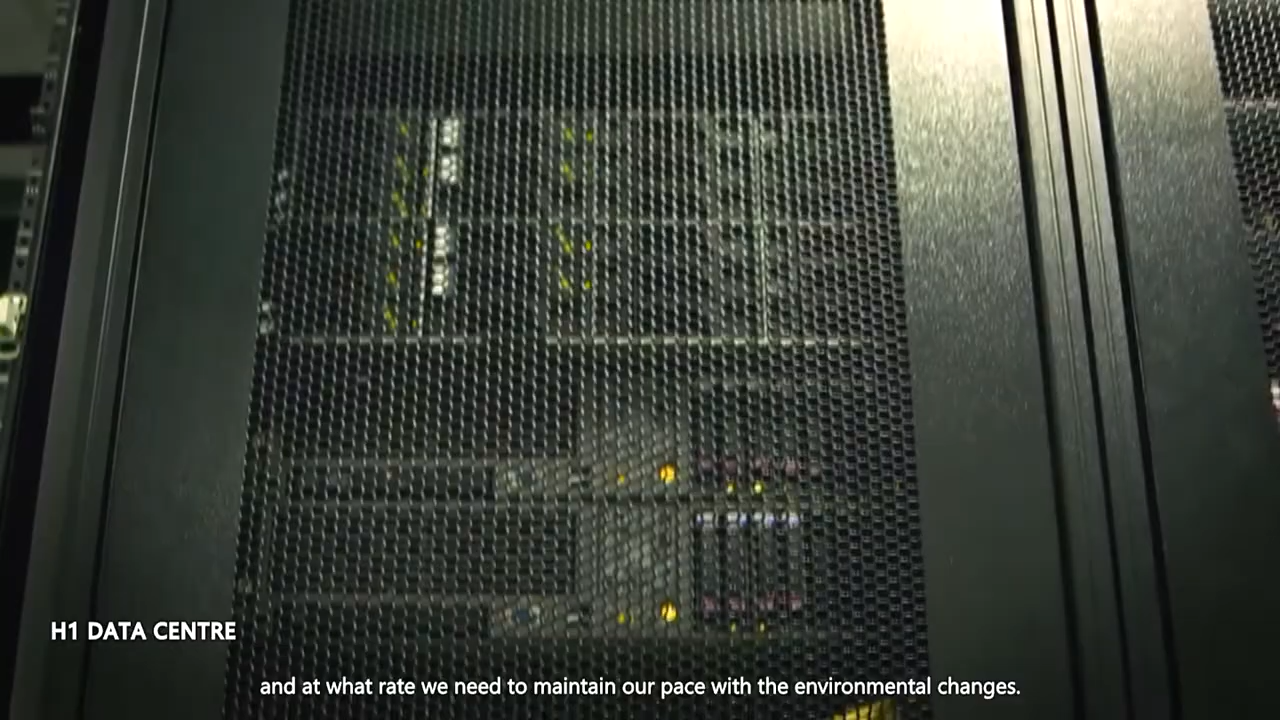 H1 DATA CENTRE
and at what rate we need to maintain our pace with the environmental changes.